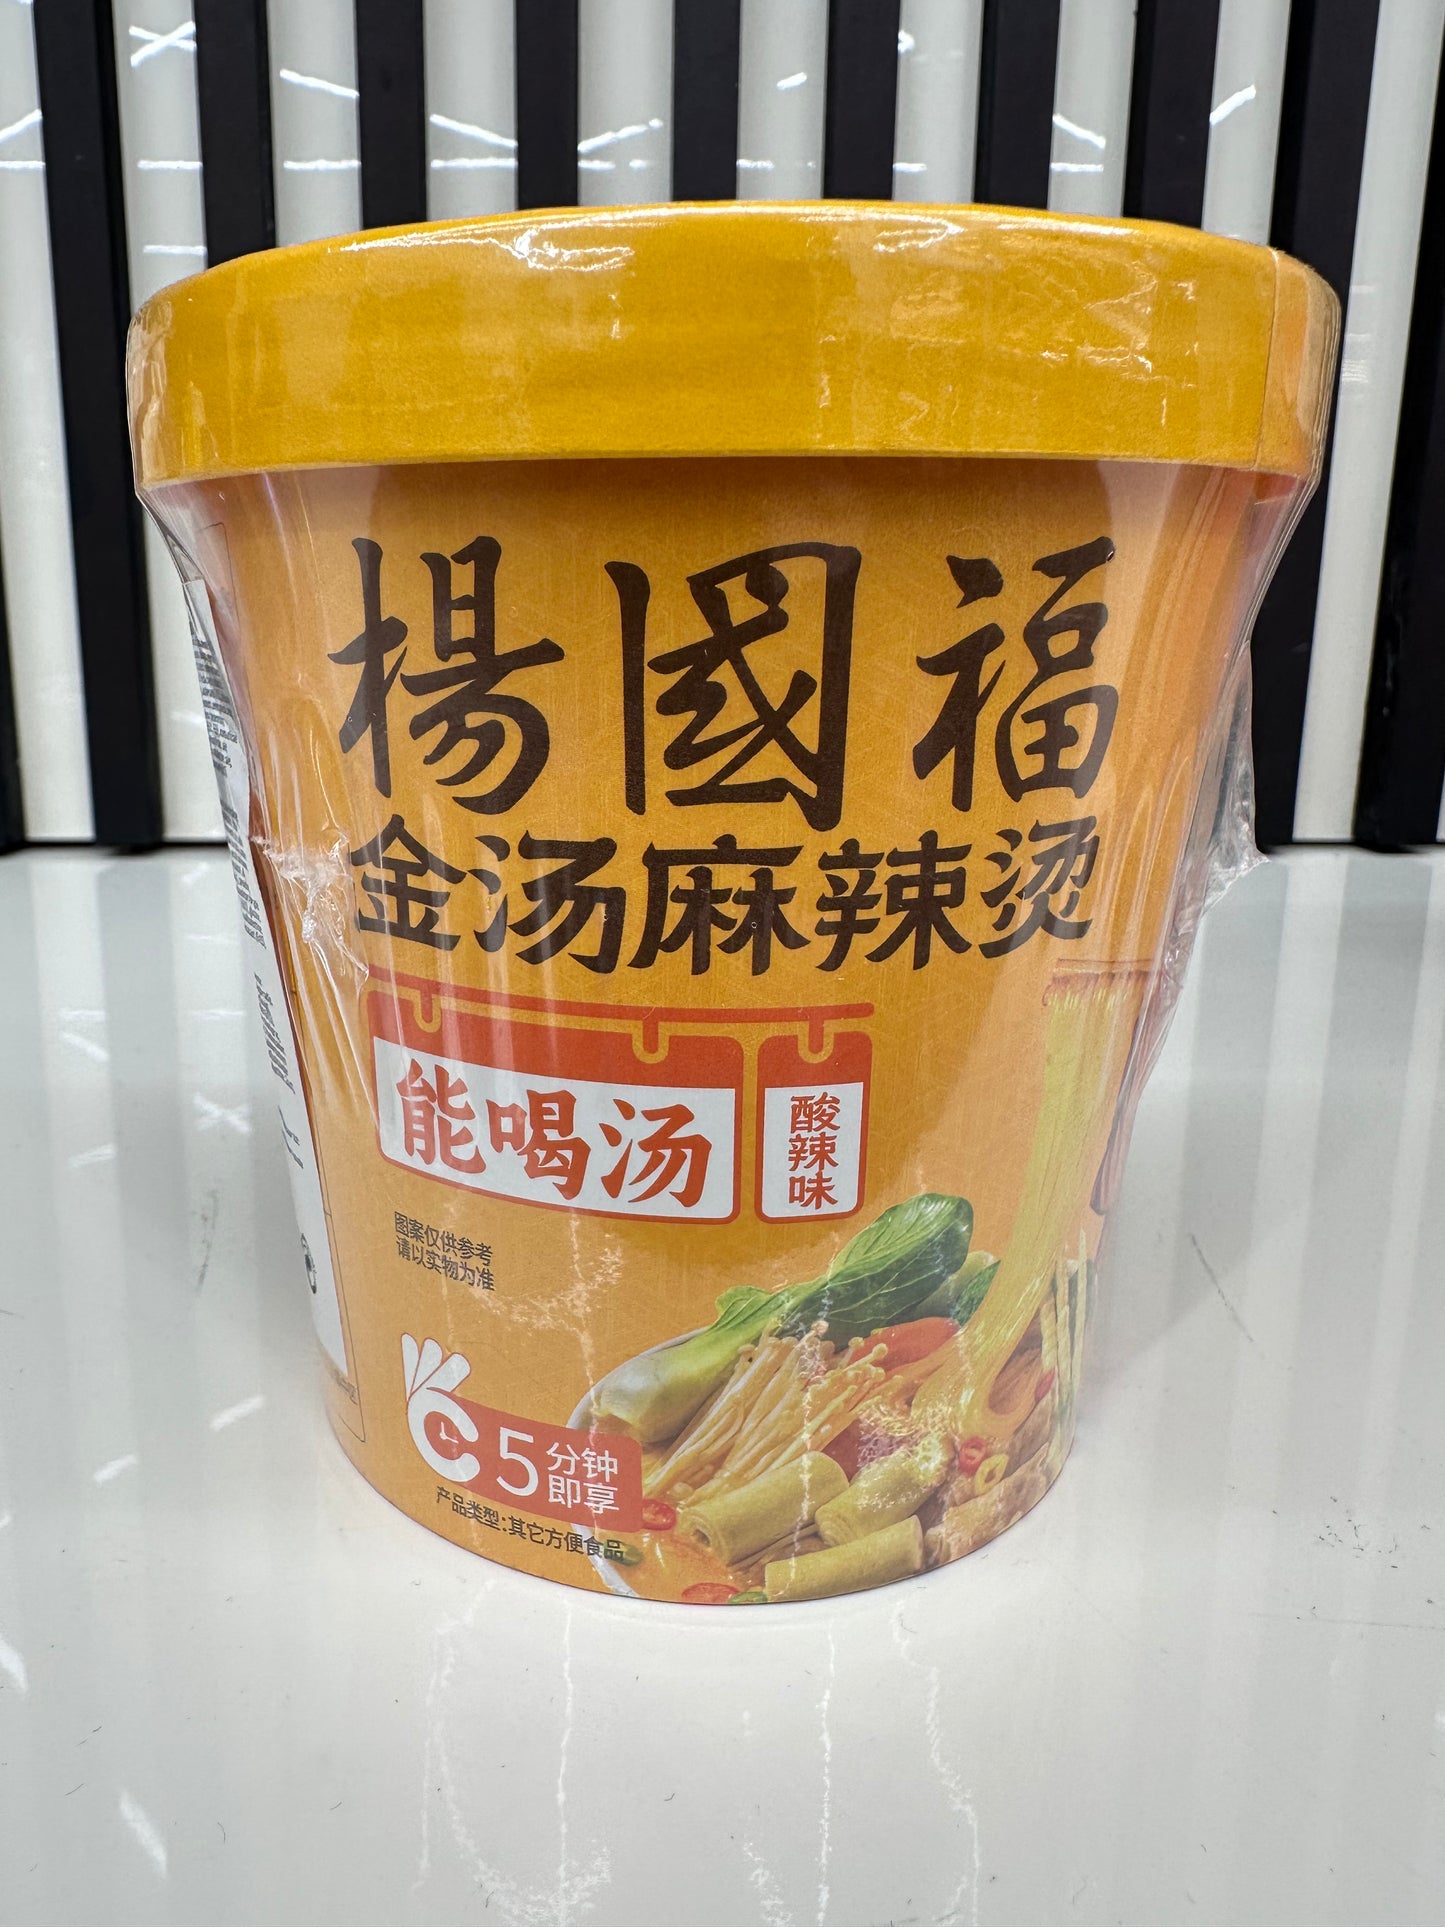 楊國福
金汤麻辣烫
能喝汤
酸辣味
图案仅供参考
请以实物为准
5分钟
即享
产品类型:其它方便食品